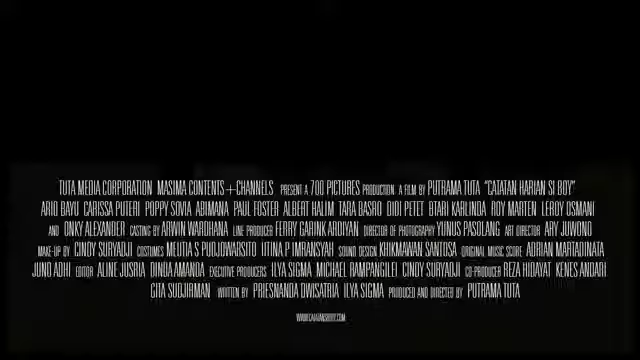 TUTA MEDIA CORPORATION MASIMA CONTENTS+CHANNELS PRESENT A 700 PICTURES PRODUCTION A FILM BY PUTRAMA TUTA "CATATAN HARIAN SI BOY"
ARIO BAYU CARISSA PUTERI POPPY SOVIA ABIMANA PAUL FOSTER ALBERT HALIM TARA BASRO DIDI PETET BTARI KARLINDA ROY MARTEN LEROY OSMANI
AND ONKY ALEXANDER CASTING BY ARWIN WARDHANA LINE PRODUCER FERRY GARINK ARDIYAN DIRECTOR OF PHOTOGRAPHY YUNUS PASOLANG ART DIRECTOR ARY JUWONO
MAKE-UP BY CINDY SURYADJI COSTUMES MEUTIA S PUDJOWARSITO IITINA P IMRANSYAH SOUND DESIGN KHIKMAWAN SANTOSA ORIGINAL MUSIC SCORE ADRIAN MARTADINATA
JUNO ADHI EDITOR ALINE JUSRIA DINDA AMANDA EXECUTIVE PRODUCERS ILYA SIGMA MICHAEL RAMPANGILEI CINDY SURYADJI CO-PRODUCER REZA HIDAYAT KENES ANDARI
GITA SUDJIRMAN WRITTEN BY PRIESNANDA DWISATRIA ILYA SIGMA PRODUCED AND DIRECTED BY PUTRAMA TUTA